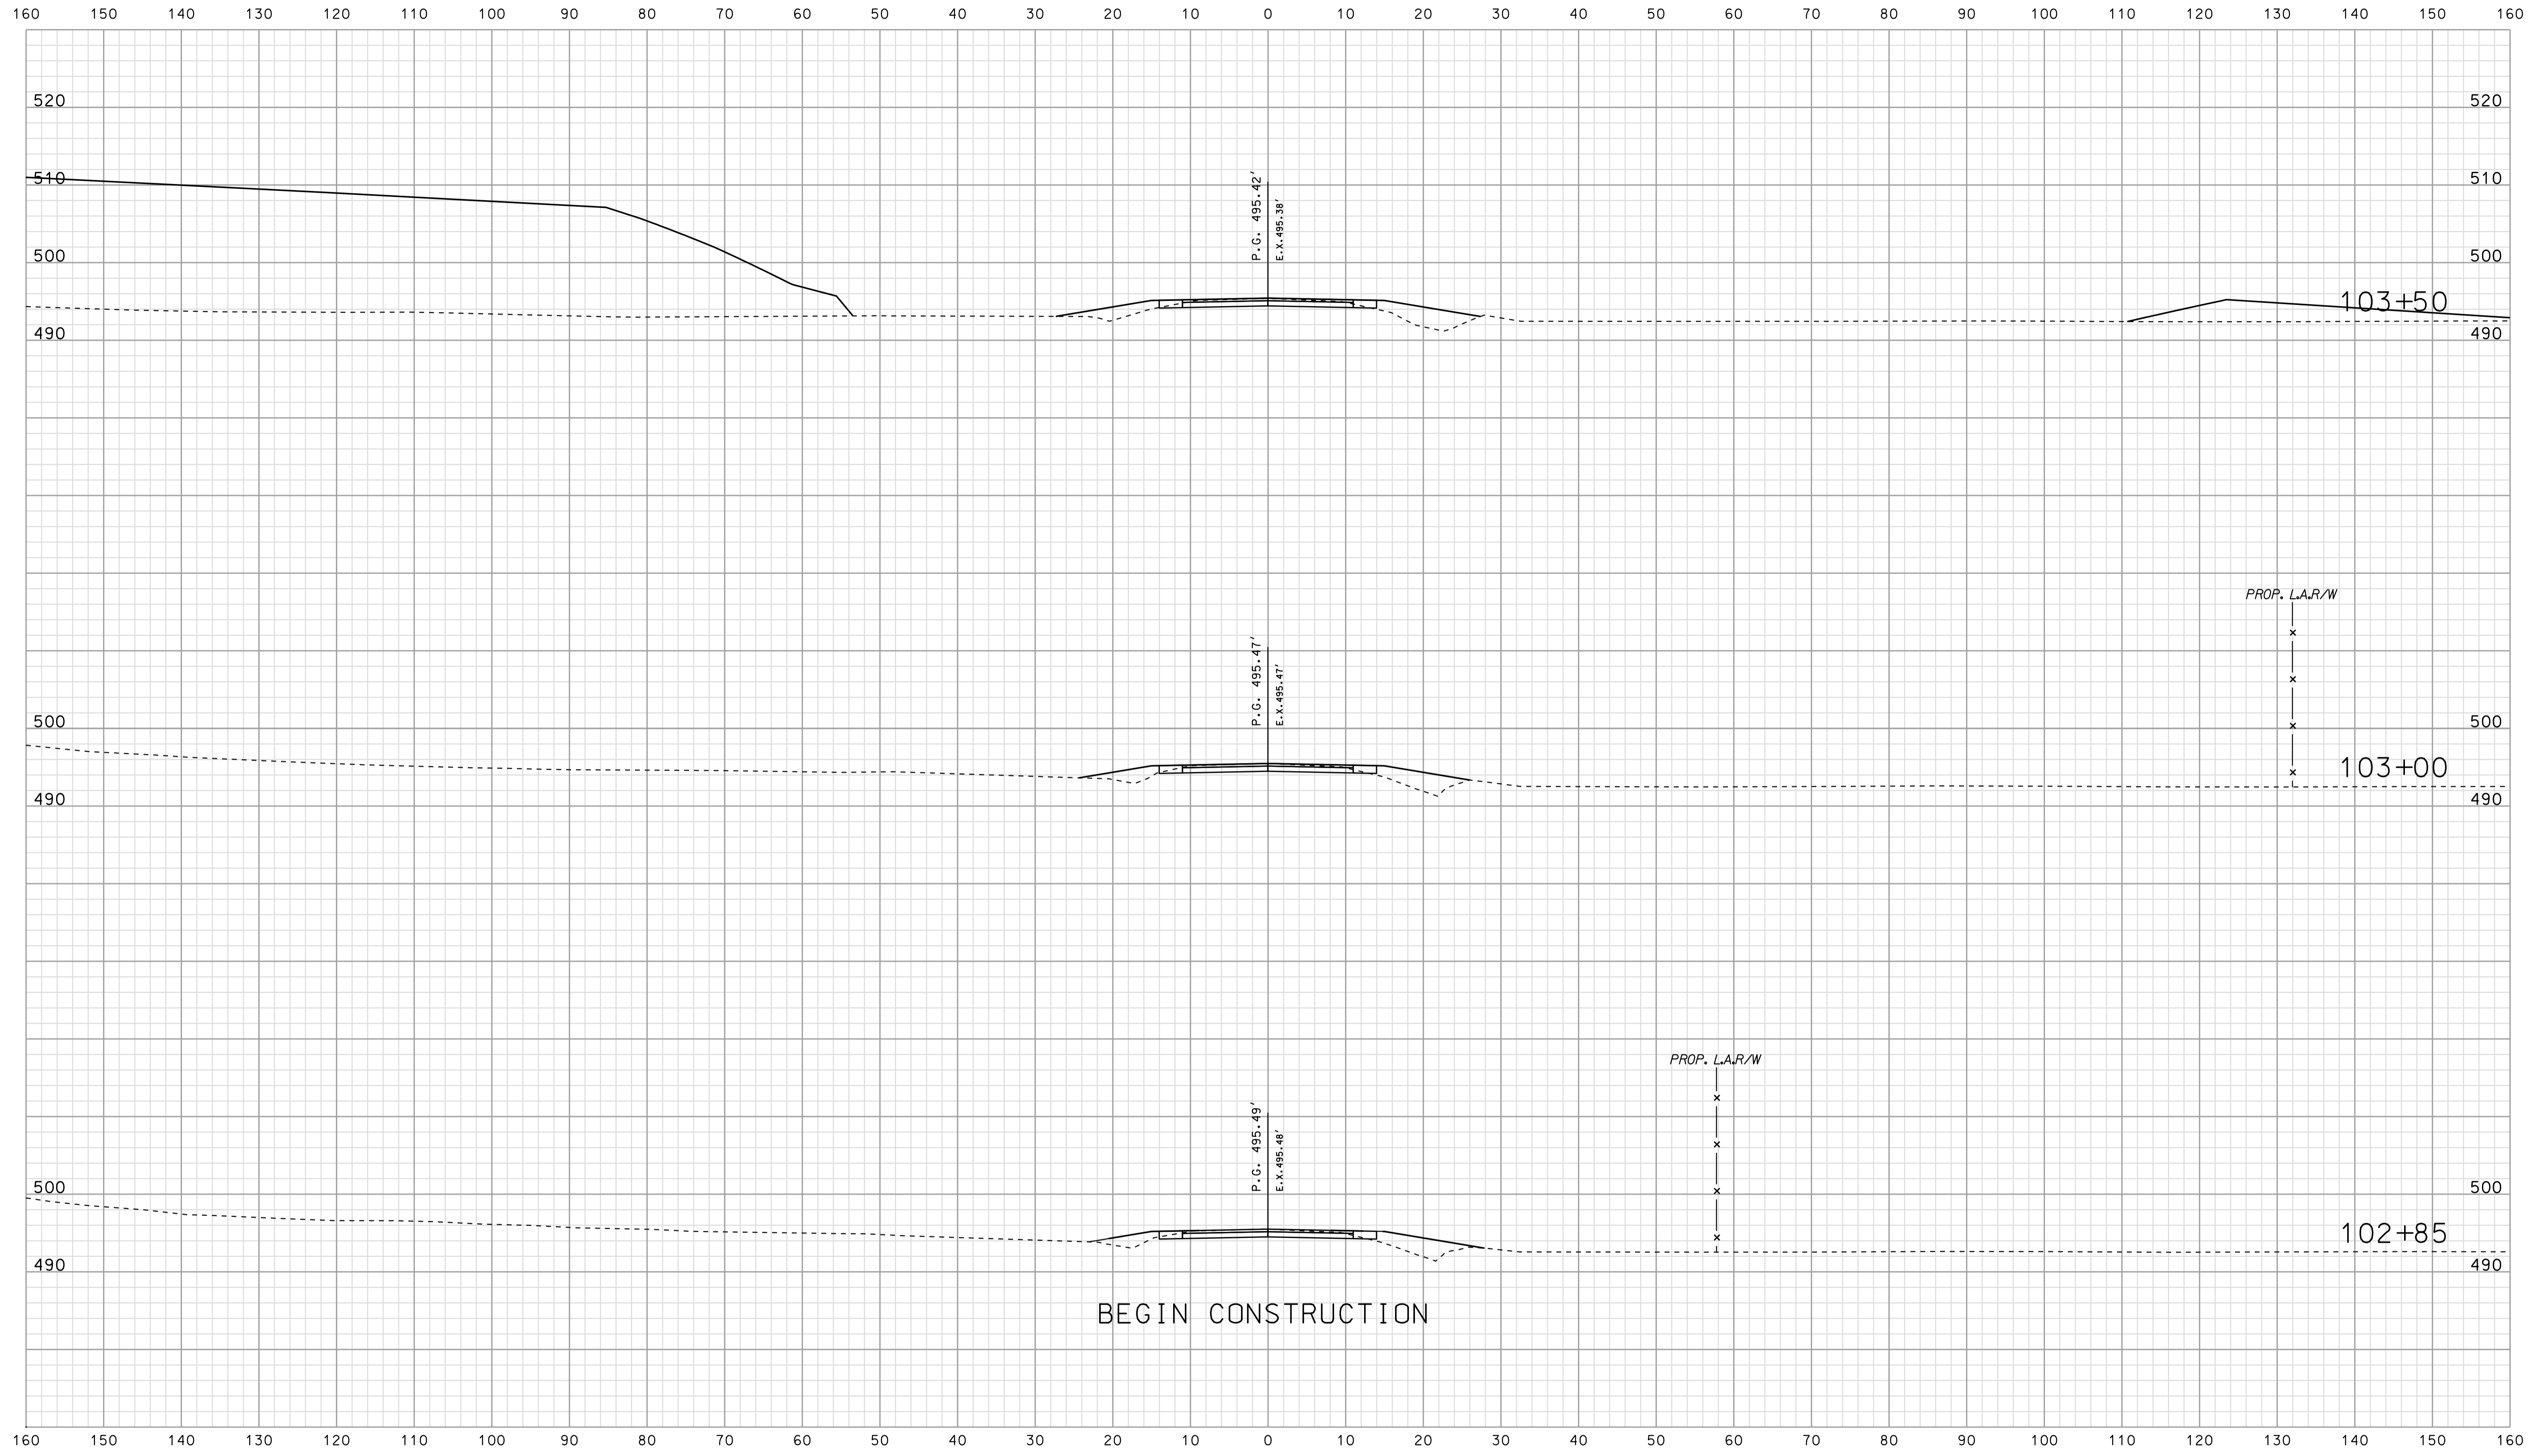 160 150 140 130 120 110 100 90 80 70 60 50 40 30 20 10 0 10 20 30 40 50 60 70 80 90 100 110 120 130 140 150 160
520 520
510 510
P.G. 495.42'
E.X.495.38'
500 500
103+50
490 490
PROP. L.A.R/W
P.G. 495.47'
E.X.495.47'
500 500
103+00
490 490
PROP. L.A.R/W
P.G. 495.49'
E.X.495.48'
500 500
102+85
490 490
BEGIN CONSTRUCTION
160 150 140 130 120 110 100 90 80 70 60 50 40 30 20 10 0 10 20 30 40 50 60 70 80 90 100 110 120 130 140 150 160